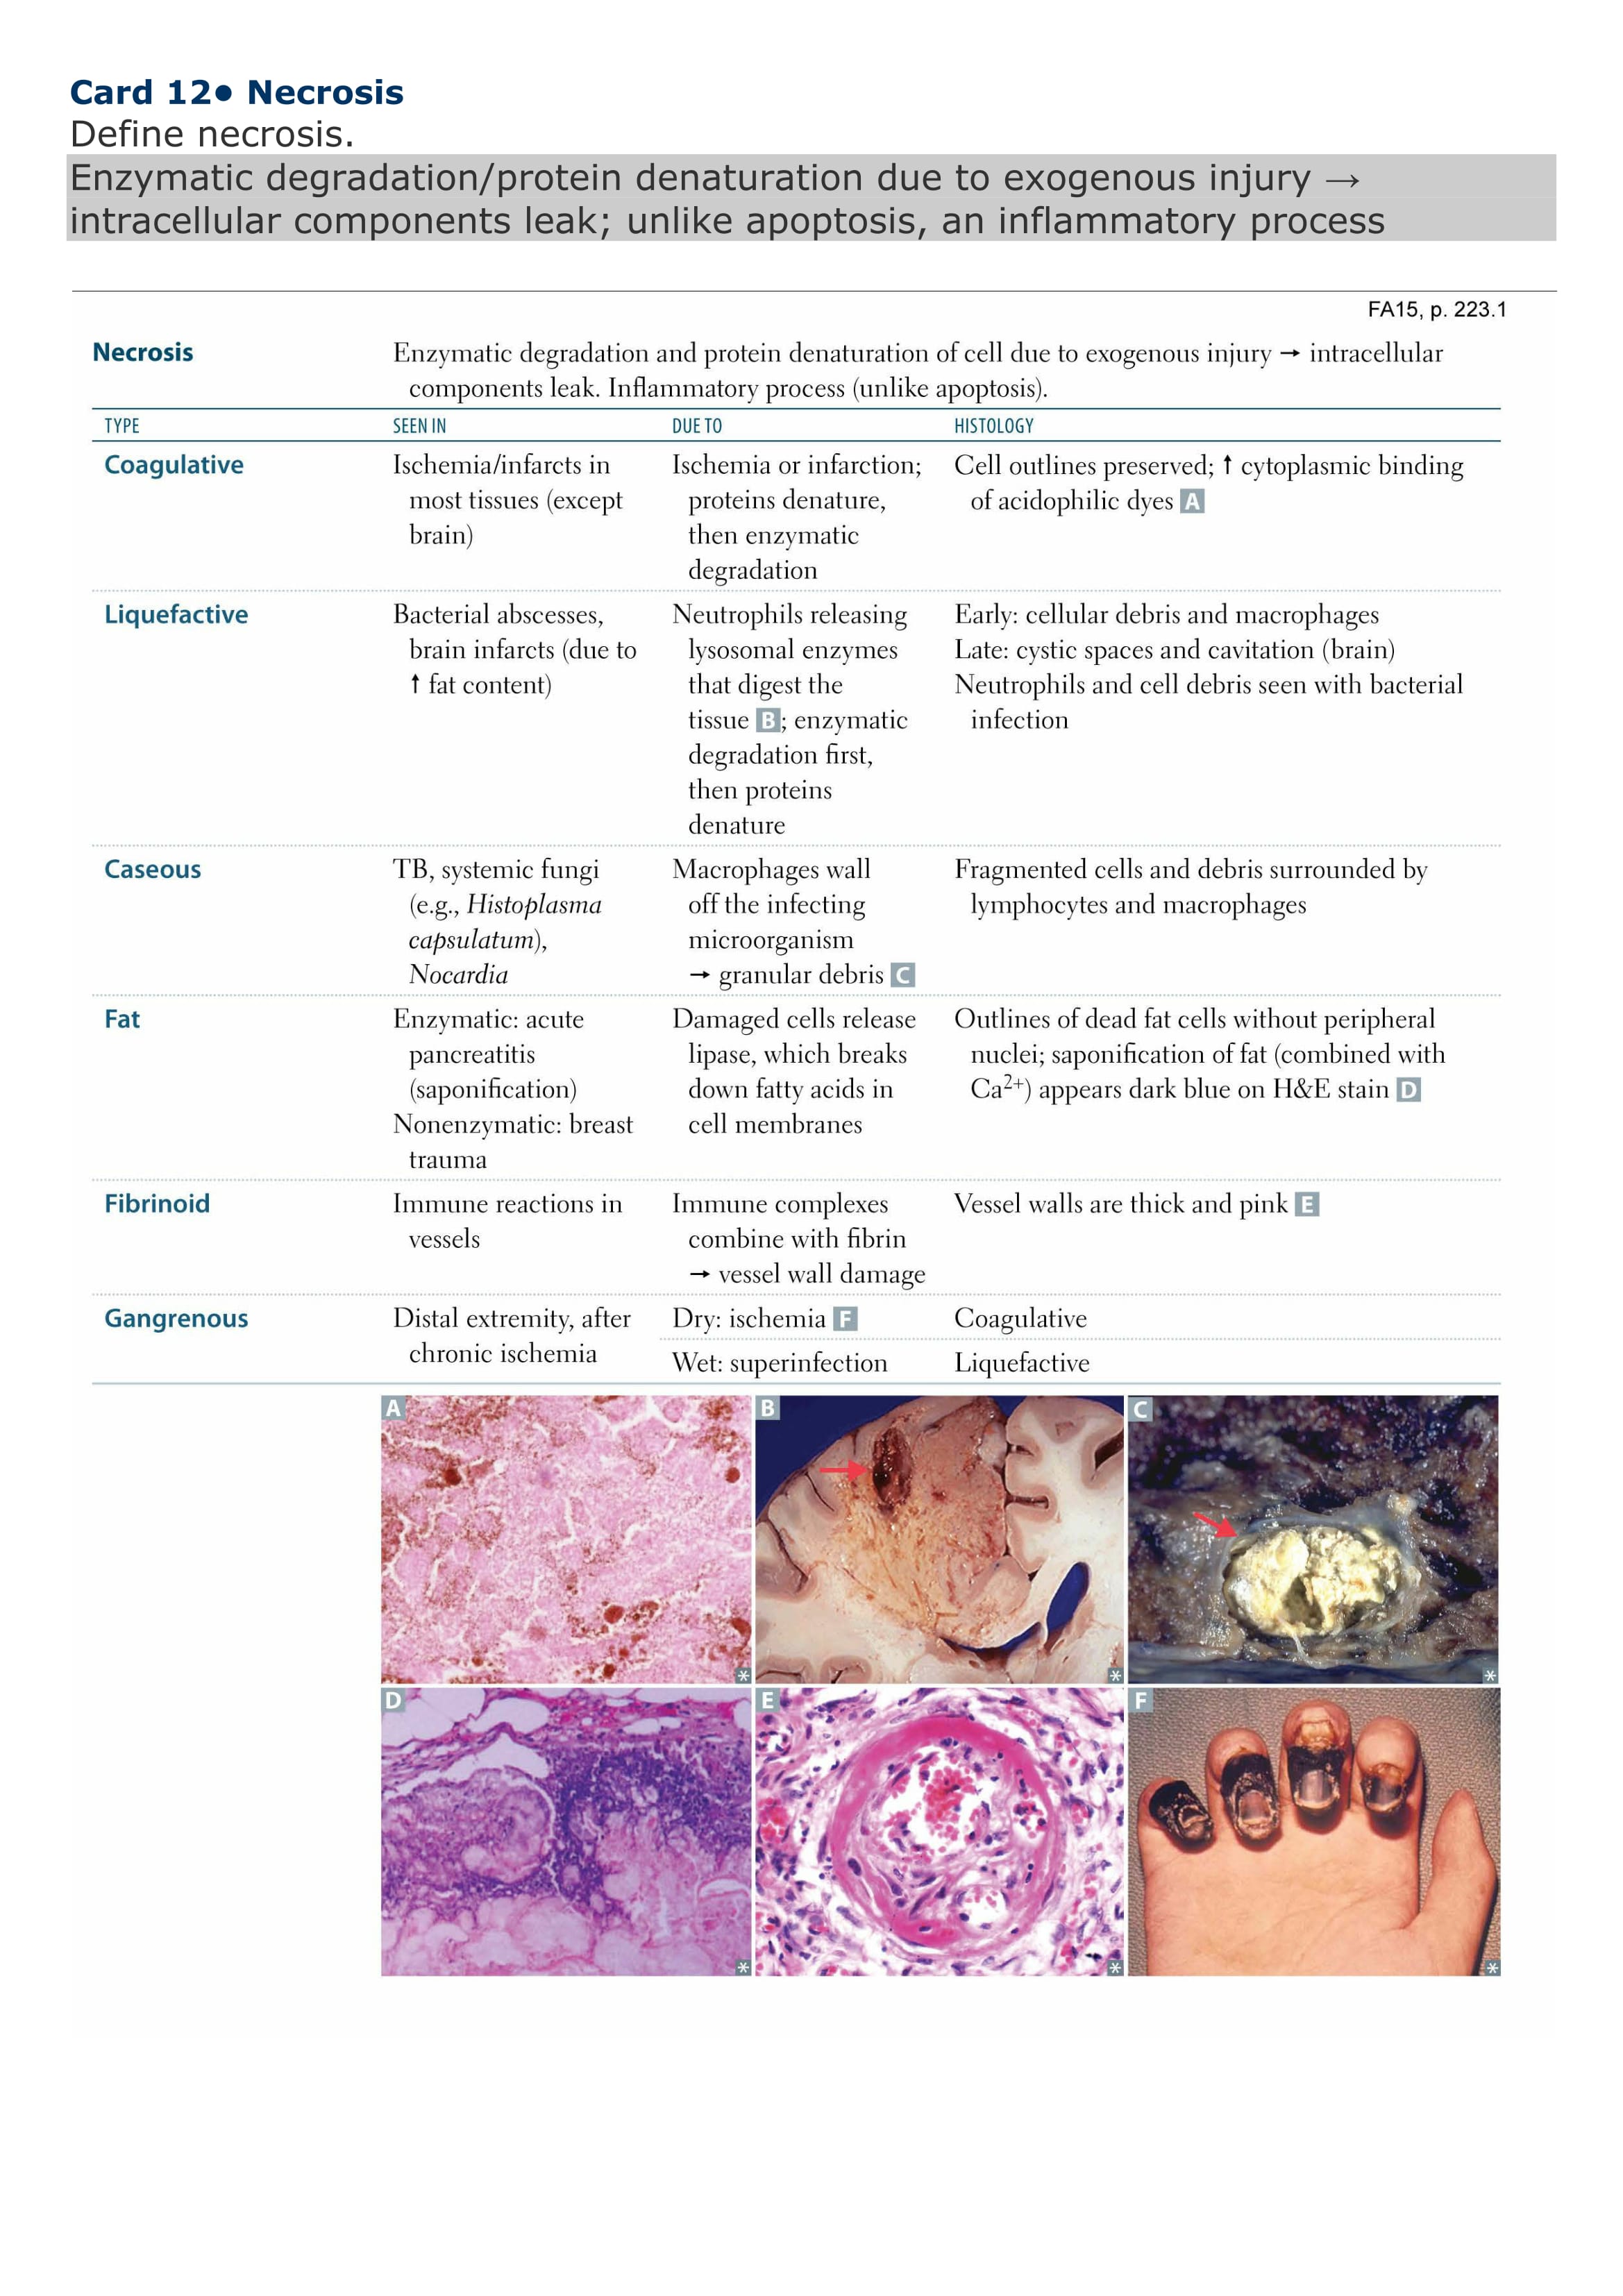 Card 12● Necrosis
Define necrosis.
Enzymatic degradation/protein denaturation due to exogenous injury →
intracellular components leak; unlike apoptosis, an inflammatory process
FA15, p. 223.1
Necrosis
Enzymatic degradation and protein denaturation of cell due to exogenous injury → intracellular
components leak. Inflammatory process (unlike apoptosis).
TYPE SEEN IN DUE TO HISTOLOGY
Coagulative
Ischemia/infarcts in
most tissues (except
brain)
Ischemia or infarction;
proteins denature,
then enzymatic
degradation
Cell outlines preserved; ↑ cytoplasmic binding
of acidophilic dyes A
Liquefactive
Bacterial abscesses,
brain infarcts (due to
↑ fat content)
Neutrophils releasing
lysosomal enzymes
that digest the
tissue B; enzymatic
degradation first,
then proteins
denature
Early: cellular debris and macrophages
Late: cystic spaces and cavitation (brain)
Neutrophils and cell debris seen with bacterial
infection
Caseous
TB, systemic fungi
(e.g., Histoplasma
capsulatum),
Nocardia
Macrophages wall
off the infecting
microorganism
→ granular debris C
Fragmented cells and debris surrounded by
lymphocytes and macrophages
Fat
Enzymatic: acute
pancreatitis
(saponification)
Nonenzymatic: breast
trauma
Damaged cells release
lipase, which breaks
down fatty acids in
cell membranes
Outlines of dead fat cells without peripheral
nuclei; saponification of fat (combined with
Ca²⁺) appears dark blue on H&E stain D
Fibrinoid
Immune reactions in
vessels
Immune complexes
combine with fibrin
→ vessel wall damage
Vessel walls are thick and pink E
Gangrenous
Distal extremity, after
chronic ischemia
Dry: ischemia F
Coagulative
Wet: superinfection
Liquefactive
A
B
C
* * *
D
E
F
* * *